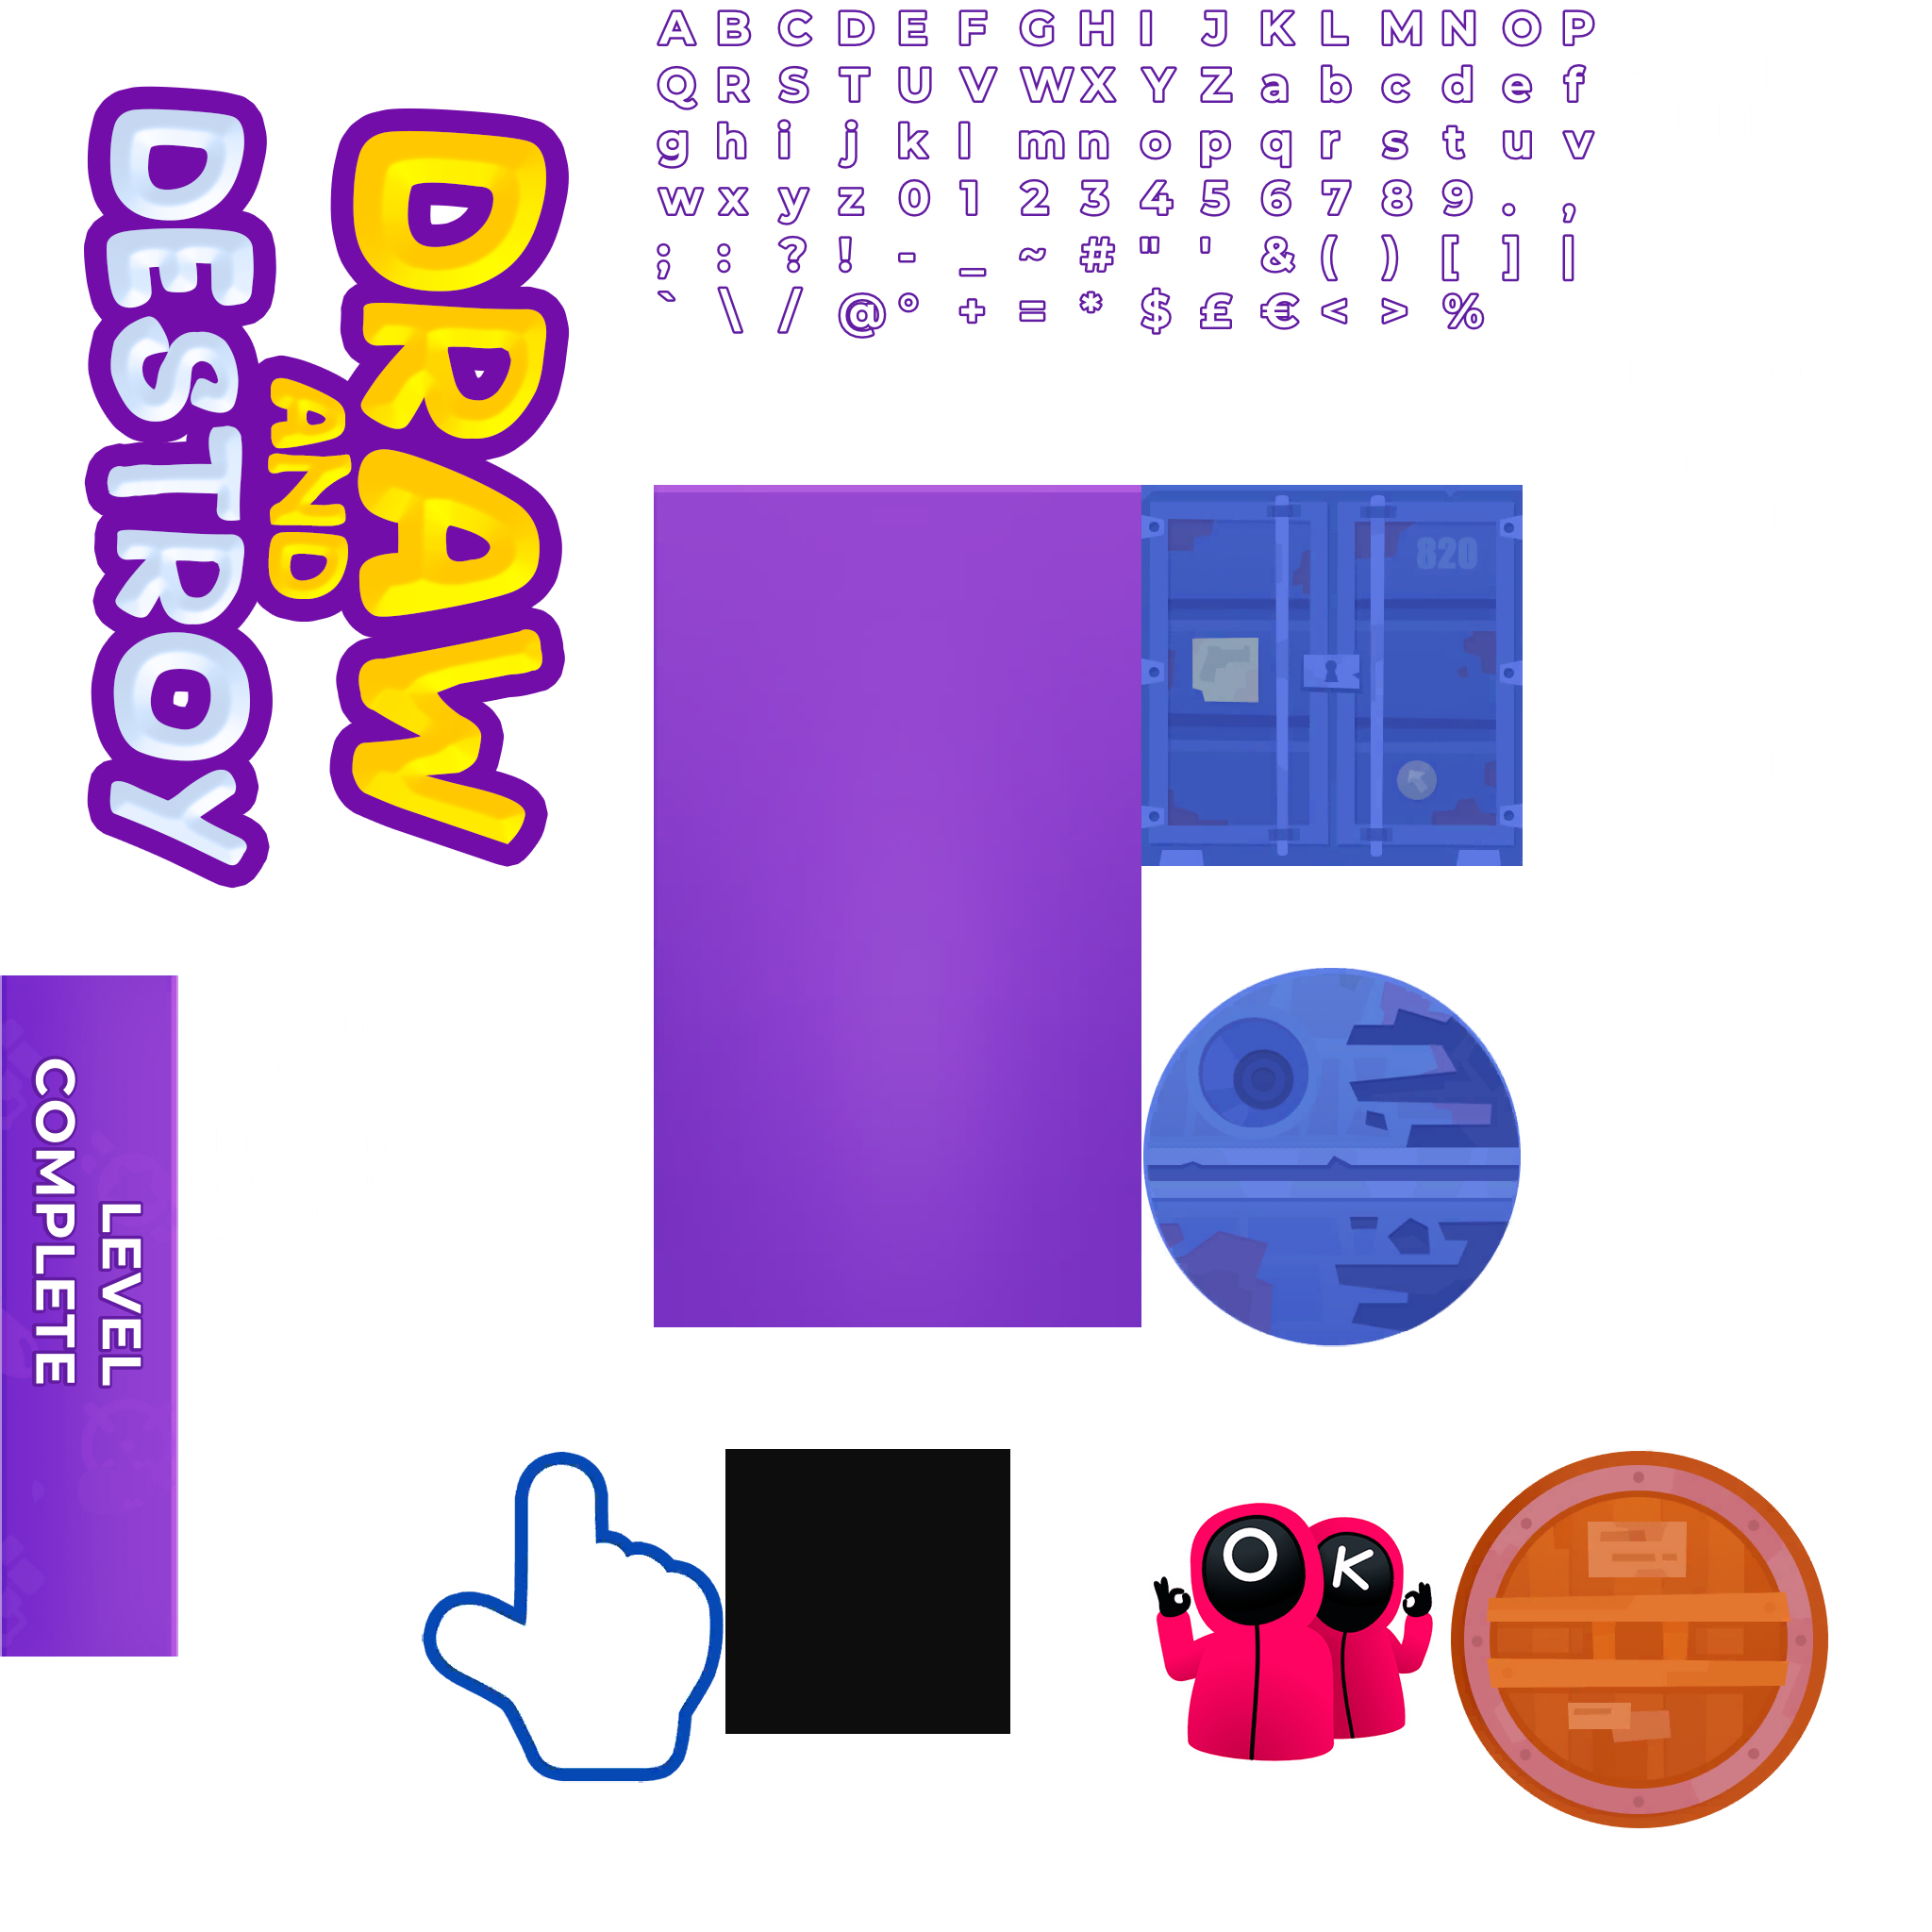 DRAW
AND
DESTROY
A B C D E F G H I J K L M N O P
Q R S T U V W X Y Z a b c d e f
g h i j k l m n o p q r s t u v
w x y z 0 1 2 3 4 5 6 7 8 9 . ,
; : ? ! - _ ~ # " ' & ( ) [ ] |
` \ / @ ° + = * $ £ € < > %
820
LEVEL
COMPLETE
O K